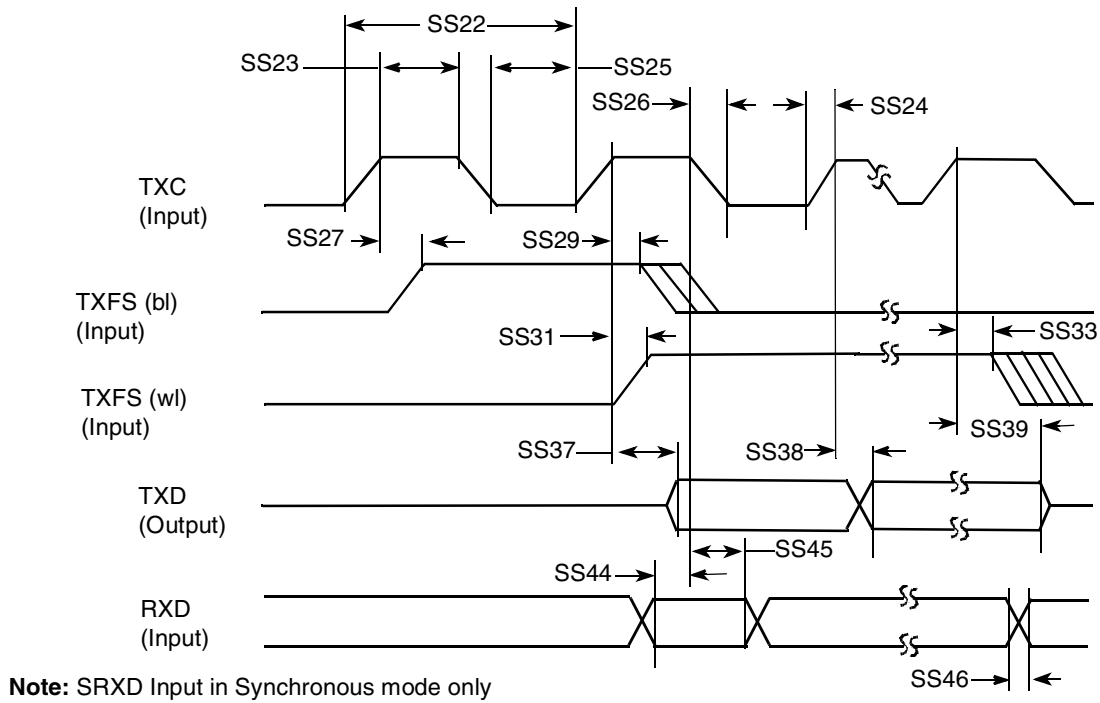 SS22
SS23
SS25
SS26
SS24
TXC
(Input)
SS27
SS29
TXFS (bl)
(Input)
SS31
SS33
TXFS (wl)
(Input)
SS39
SS37
SS38
TXD
(Output)
SS45
SS44
RXD
(Input)
SS46
Note: SRXD Input in Synchronous mode only